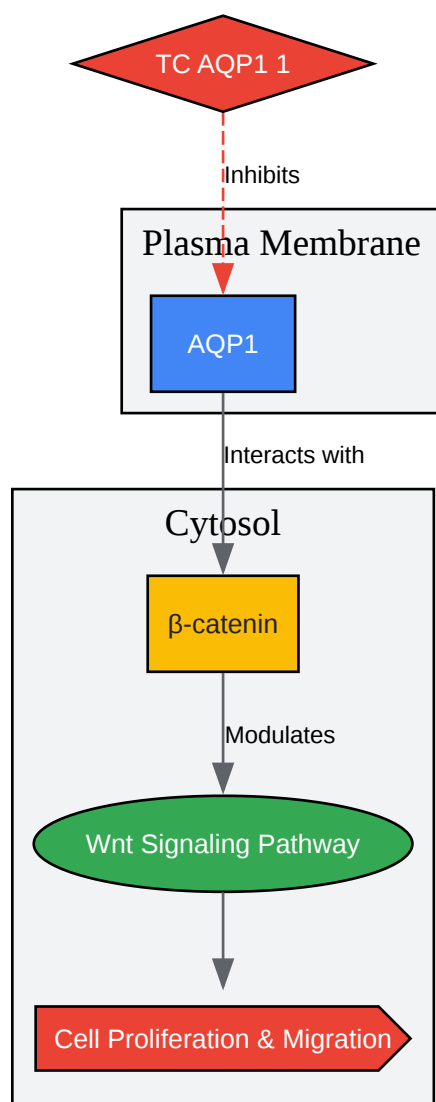 TC AQP1 1
Inhibits
Plasma Membrane
AQP1
Interacts with
Cytosol
β-catenin
Modulates
Wnt Signaling Pathway
Cell Proliferation & Migration